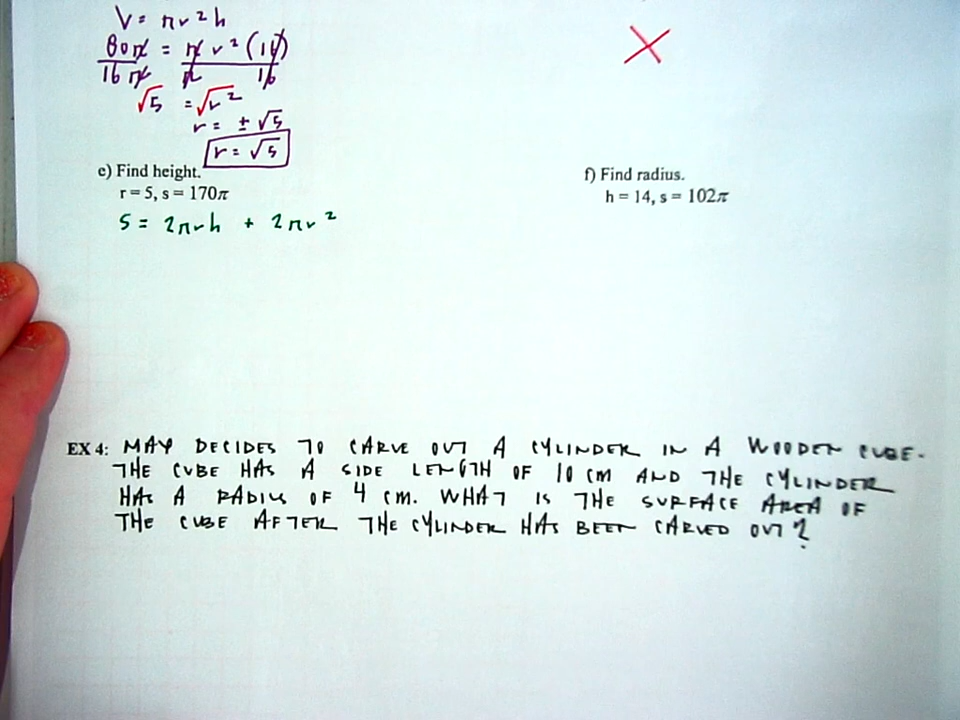 V = πr²h
80π = π r² (16)
16π π 16
√5 = √r²
r = ± √5
r = √5
e) Find height.
r = 5, s = 170π
S = 2πrh + 2πr²
f) Find radius.
h = 14, s = 102π
EX 4: MAY DECIDES TO CARVE OUT A CYLINDER IN A WOODEN CUBE.
THE CUBE HAS A SIDE LENGTH OF 10 CM AND THE CYLINDER
HAS A RADIUS OF 4 CM. WHAT IS THE SURFACE AREA OF
THE CUBE AFTER THE CYLINDER HAS BEEN CARVED OUT?